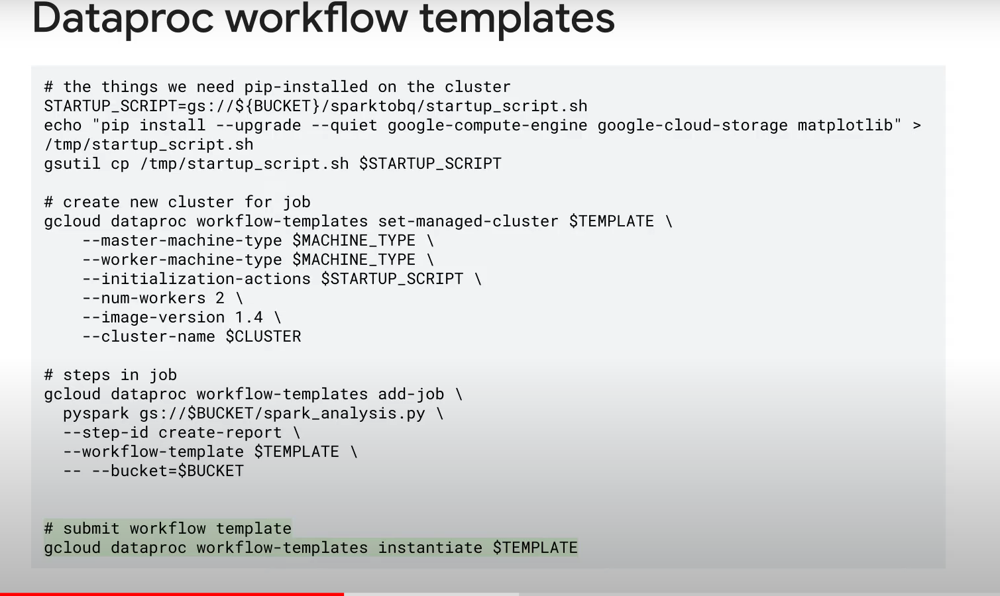 Dataproc workflow templates
# the things we need pip-installed on the cluster
STARTUP_SCRIPT=gs://${BUCKET}/sparktobq/startup_script.sh
echo "pip install --upgrade --quiet google-compute-engine google-cloud-storage matplotlib" >
/tmp/startup_script.sh
gsutil cp /tmp/startup_script.sh $STARTUP_SCRIPT
# create new cluster for job
gcloud dataproc workflow-templates set-managed-cluster $TEMPLATE \
--master-machine-type $MACHINE_TYPE \
--worker-machine-type $MACHINE_TYPE \
--initialization-actions $STARTUP_SCRIPT \
--num-workers 2 \
--image-version 1.4 \
--cluster-name $CLUSTER
# steps in job
gcloud dataproc workflow-templates add-job \
pyspark gs://$BUCKET/spark_analysis.py \
--step-id create-report \
--workflow-template $TEMPLATE \
-- --bucket=$BUCKET
# submit workflow template
gcloud dataproc workflow-templates instantiate $TEMPLATE